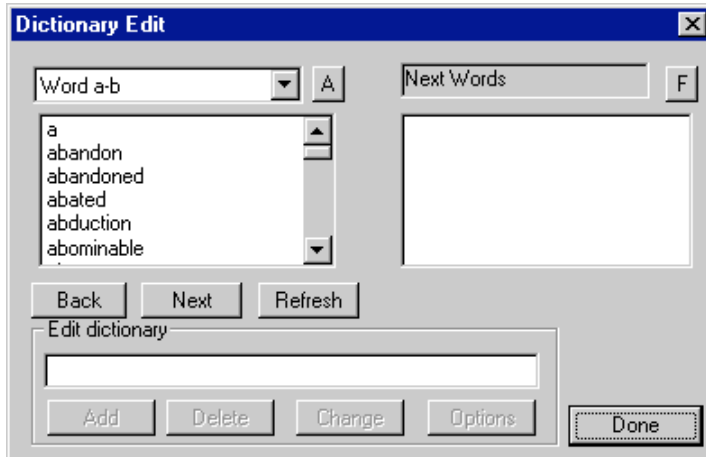 Dictionary Edit
Word a-b
A
Next Words
F
a
abandon
abandoned
abated
abduction
abominable
Back
Next
Refresh
Edit dictionary
Add
Delete
Change
Options
Done